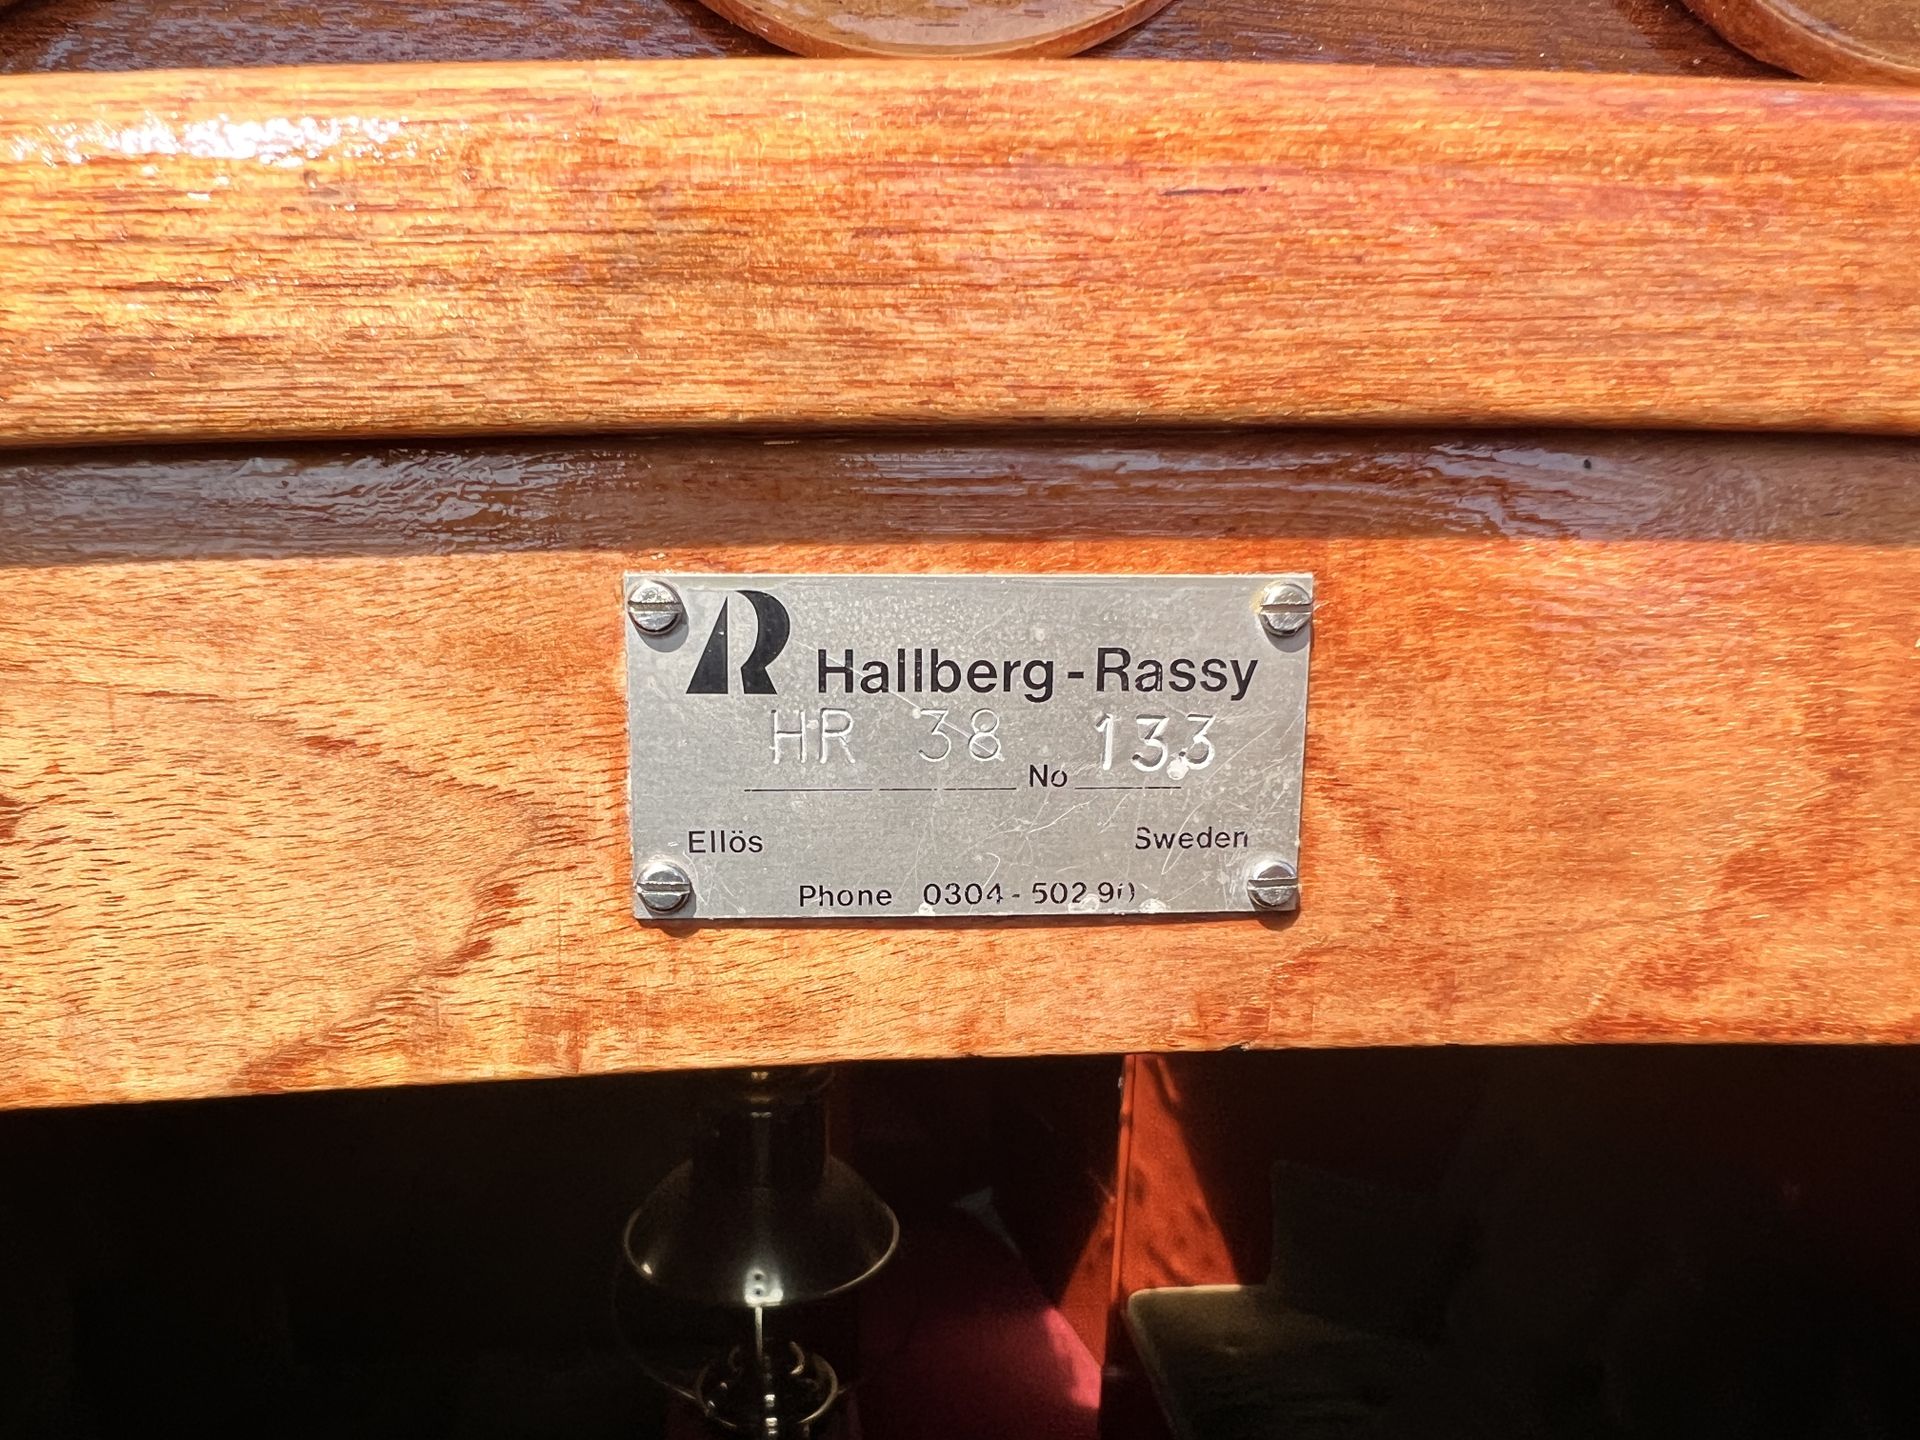 R Hallberg-Rassy
HR 38 No 133
Ellös Sweden
Phone 0304-502 90